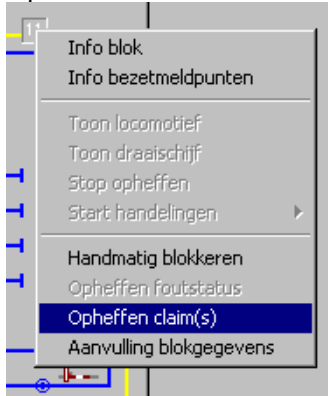 11
Info blok
Info bezetmeldpunten
Toon locomotief
Toon draaischijf
Stop opheffen
Start handelingen
Handmatig blokkeren
Opheffen foutstatus
Opheffen claim(s)
Aanvulling blokgegevens